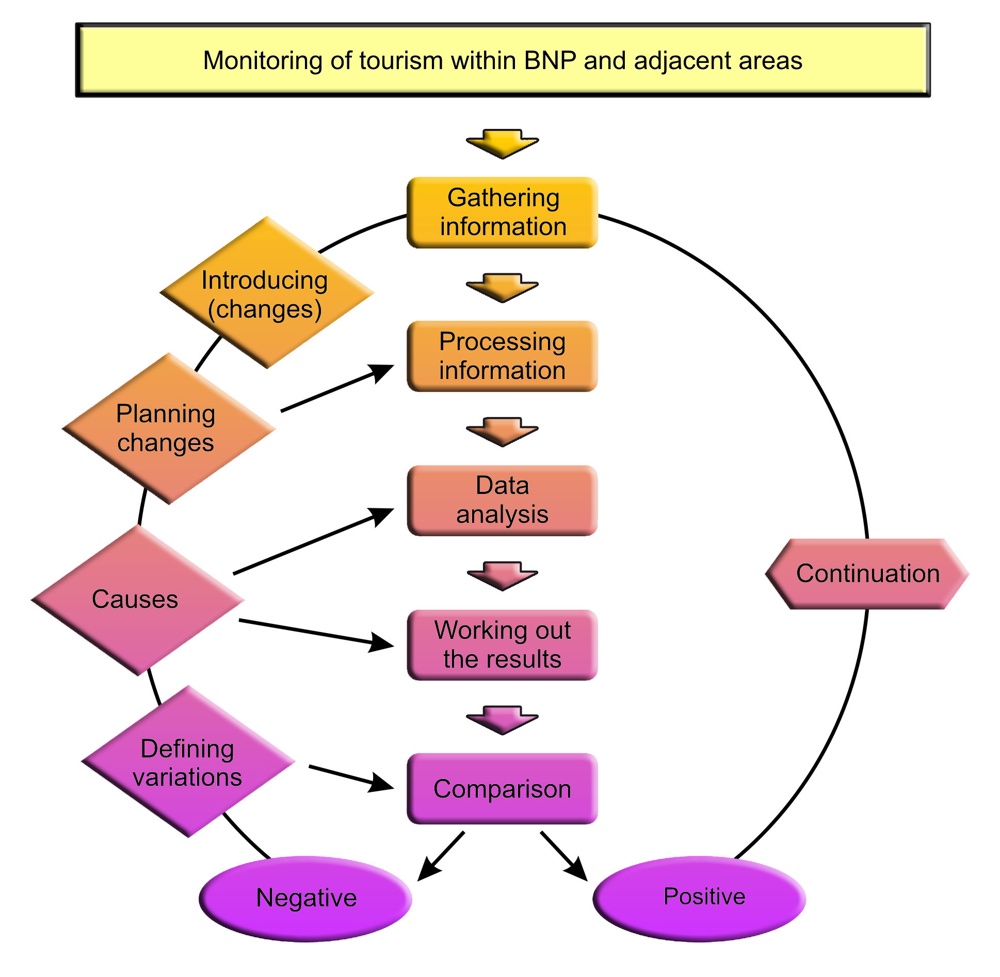 Monitoring of tourism within BNP and adjacent areas
Gathering
information
Introducing
(changes)
Processing
information
Planning
changes
Data
analysis
Continuation
Causes
Working out
the results
Defining
variations
Comparison
Negative
Positive